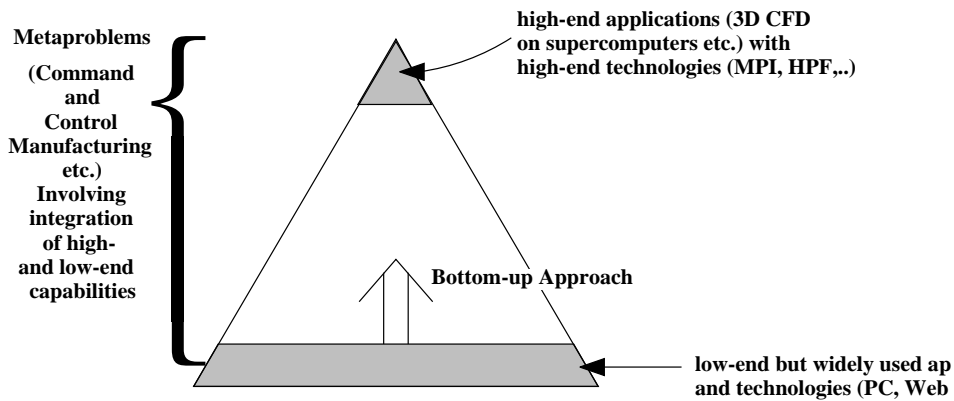 Metaproblems
(Command
and
Control
Manufacturing
etc.)
Involving
integration
of high-
and low-end
capabilities
high-end applications (3D CFD
on supercomputers etc.) with
high-end technologies (MPI, HPF,..)
Bottom-up Approach
low-end but widely used ap
and technologies (PC, Web